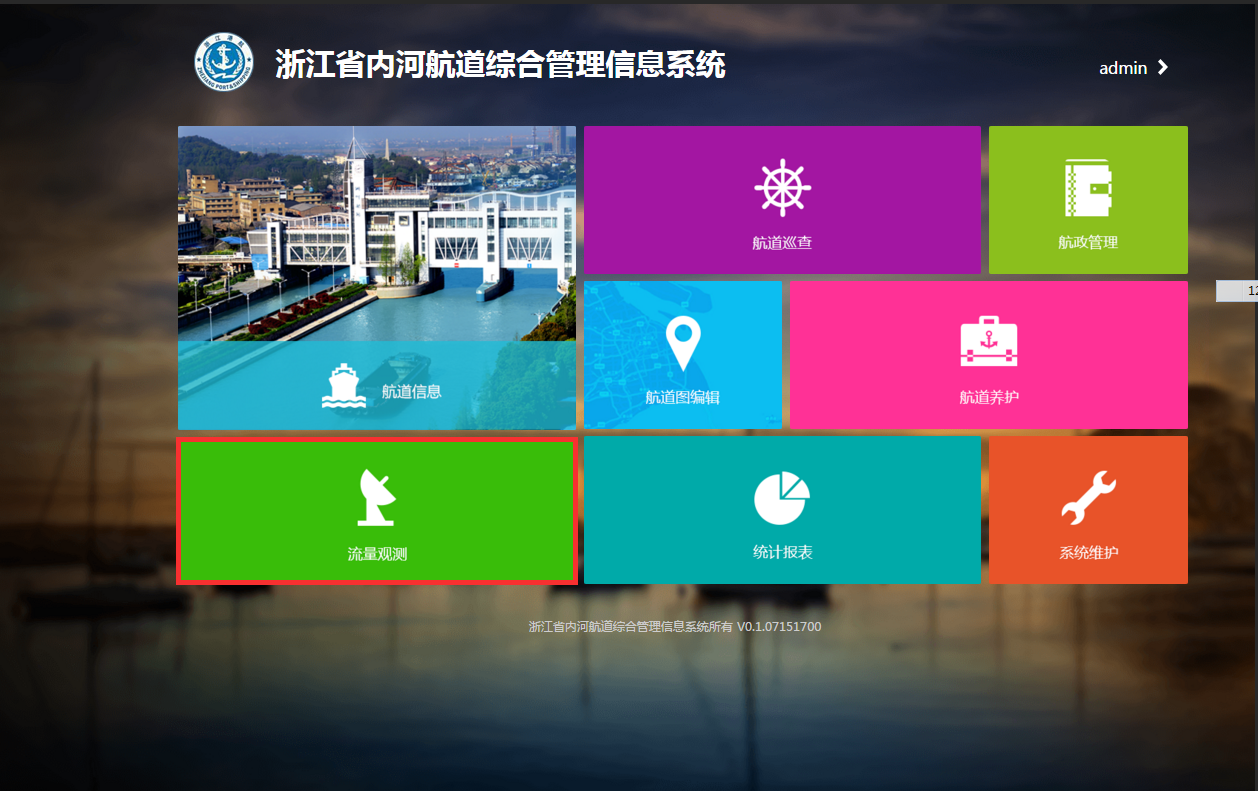 浙江省内河航道综合管理信息系统
admin
航道巡查
航政管理
12
航道信息
航道图编辑
航道养护
流量观测
统计报表
系统维护
浙江省内河航道综合管理信息系统所有 V0.1.07151700